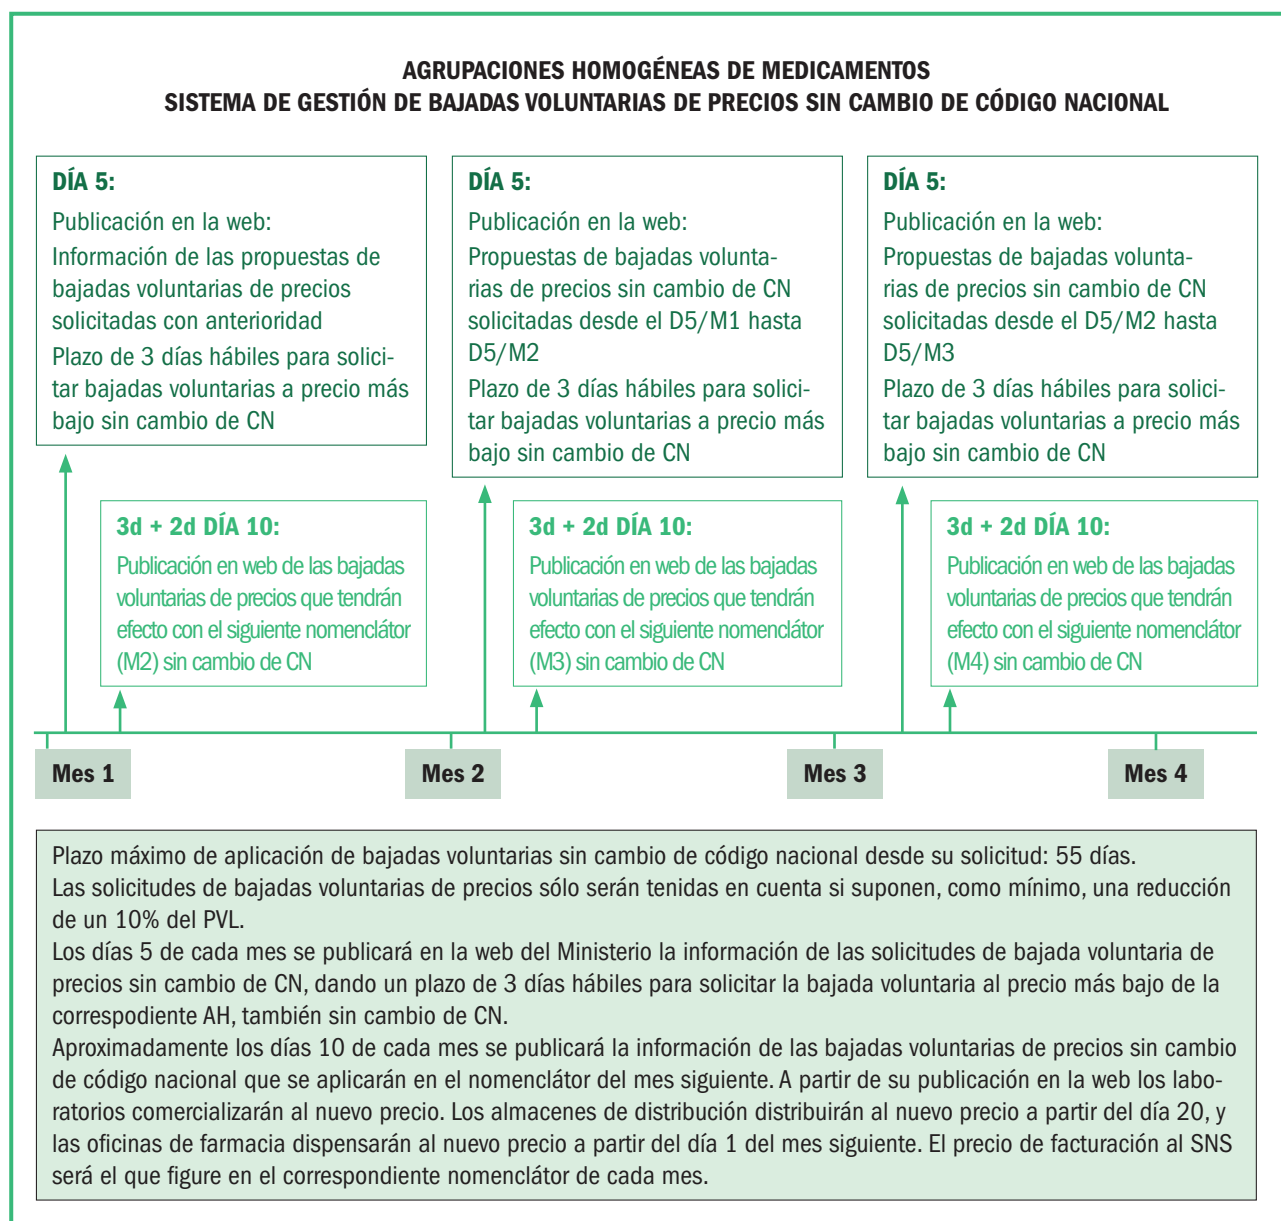 AGRUPACIONES HOMOGÉNEAS DE MEDICAMENTOS
SISTEMA DE GESTIÓN DE BAJADAS VOLUNTARIAS DE PRECIOS SIN CAMBIO DE CÓDIGO NACIONAL
DÍA 5:
Publicación en la web:
Información de las propuestas de
bajadas voluntarias de precios
solicitadas con anterioridad
Plazo de 3 días hábiles para solici-
tar bajadas voluntarias a precio más
bajo sin cambio de CN
DÍA 5:
Publicación en la web:
Propuestas de bajadas volunta-
rias de precios sin cambio de CN
solicitadas desde el D5/M1 hasta
D5/M2
Plazo de 3 días hábiles para solici-
tar bajadas voluntarias a precio más
bajo sin cambio de CN
DÍA 5:
Publicación en la web:
Propuestas de bajadas volunta-
rias de precios sin cambio de CN
solicitadas desde el D5/M2 hasta
D5/M3
Plazo de 3 días hábiles para solici-
tar bajadas voluntarias a precio más
bajo sin cambio de CN
3d + 2d DÍA 10:
Publicación en web de las bajadas
voluntarias de precios que tendrán
efecto con el siguiente nomenclátor
(M2) sin cambio de CN
3d + 2d DÍA 10:
Publicación en web de las bajadas
voluntarias de precios que tendrán
efecto con el siguiente nomenclátor
(M3) sin cambio de CN
3d + 2d DÍA 10:
Publicación en web de las bajadas
voluntarias de precios que tendrán
efecto con el siguiente nomenclátor
(M4) sin cambio de CN
Mes 1
Mes 2
Mes 3
Mes 4
Plazo máximo de aplicación de bajadas voluntarias sin cambio de código nacional desde su solicitud: 55 días.
Las solicitudes de bajadas voluntarias de precios sólo serán tenidas en cuenta si suponen, como mínimo, una reducción
de un 10% del PVL.
Los días 5 de cada mes se publicará en la web del Ministerio la información de las solicitudes de bajada voluntaria de
precios sin cambio de CN, dando un plazo de 3 días hábiles para solicitar la bajada voluntaria al precio más bajo de la
correspodiente AH, también sin cambio de CN.
Aproximadamente los días 10 de cada mes se publicará la información de las bajadas voluntarias de precios sin cambio
de código nacional que se aplicarán en el nomenclátor del mes siguiente. A partir de su publicación en la web los labo-
ratorios comercializarán al nuevo precio. Los almacenes de distribución distribuirán al nuevo precio a partir del día 20, y
las oficinas de farmacia dispensarán al nuevo precio a partir del día 1 del mes siguiente. El precio de facturación al SNS
será el que figure en el correspondiente nomenclátor de cada mes.